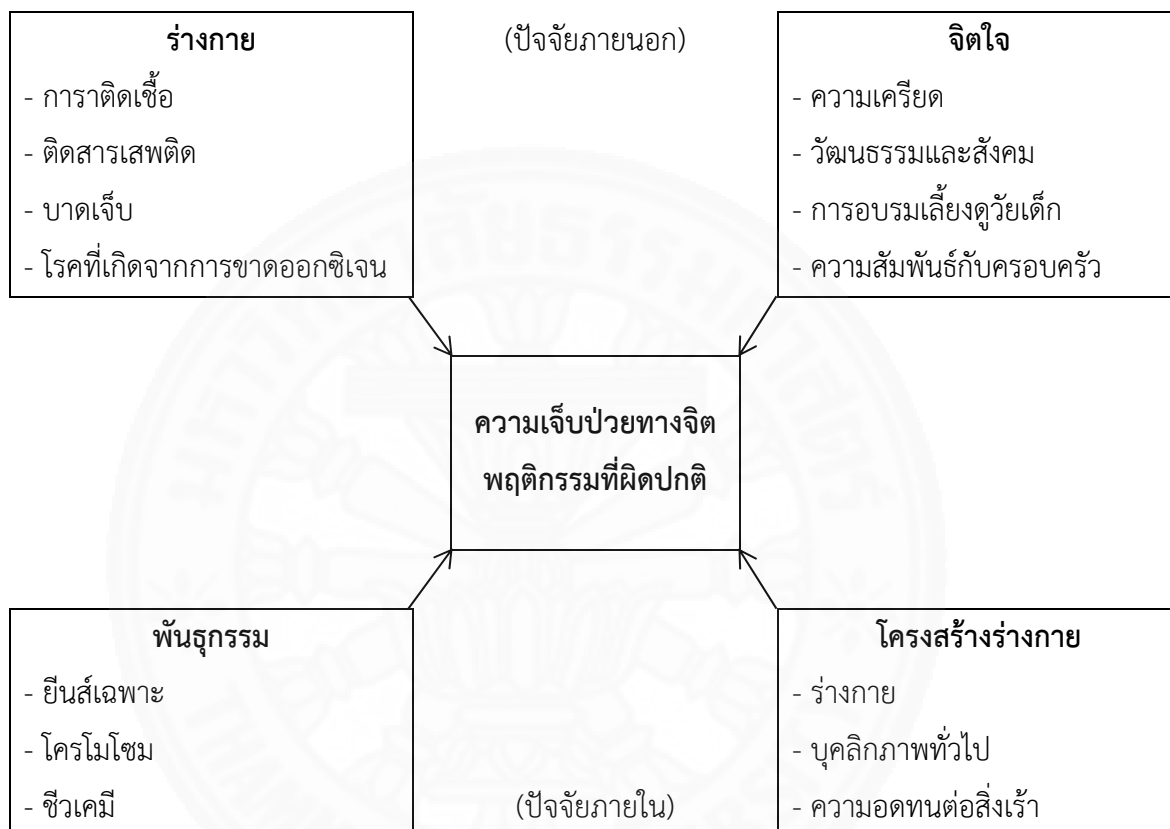 ร่างกาย
- การาติดเชื้อ
- ติดสารเสพติด
- บาดเจ็บ
- โรคที่เกิดจากการขาดออกซิเจน
(ปัจจัยภายนอก)
จิตใจ
- ความเครียด
- วัฒนธรรมและสังคม
- การอบรมเลี้ยงดูวัยเด็ก
- ความสัมพันธ์กับครอบครัว
ความเจ็บป่วยทางจิต
พฤติกรรมที่ผิดปกติ
พันธุกรรม
- ยีนส์เฉพาะ
- โครโมโซม
- ชีวเคมี
(ปัจจัยภายใน)
โครงสร้างร่างกาย
- ร่างกาย
- บุคลิกภาพทั่วไป
- ความอดทนต่อสิ่งเร้า